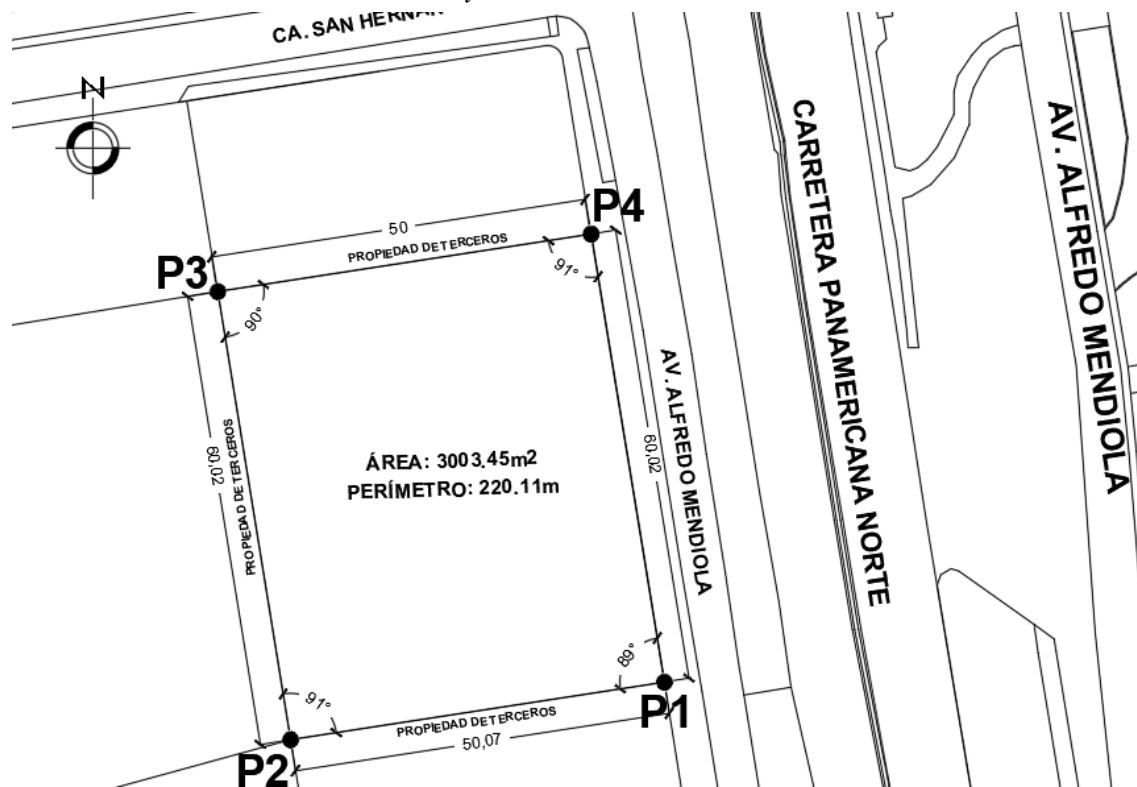 CA. SAN HERNA
N
P4
50
PROPIEDAD DE TERCEROS
P3
91°
90°
CARRETERA PANAMERICANA NORTE
AV. ALFREDO MENDIOLA
AV. ALFREDO MENDIOLA
60,02
PROPIEDAD DE TERCEROS
60,02
ÁREA: 3003.45m2
PERÍMETRO: 220.11m
89°
91°
P1
PROPIEDAD DE TERCEROS
50,07
P2